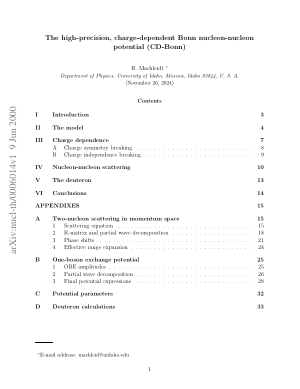 The high-precision, charge-dependent Bonn nucleon-nucleon
potential (CD-Bonn)
R. Machleidt *
Department of Physics, University of Idaho, Moscow, Idaho 83844, U. S. A.
(November 26, 2024)
Contents
I Introduction 3
II The model 4
III Charge dependence 7
A Charge symmetry breaking 8
B Charge independence breaking 9
IV Nucleon-nucleon scattering 10
V The deuteron 13
VI Conclusions 14
APPENDIXES 15
A Two-nucleon scattering in momentum space 15
1 Scattering equation 15
2 R-matrix and partial wave decomposition 18
3 Phase shifts 21
4 Effective range expansion 24
B One-boson exchange potential 25
1 OBE amplitudes 25
2 Partial wave decomposition 26
3 Final potential expressions 28
C Potential parameters 32
D Deuteron calculations 33
*E-mail address: machleid@uidaho.edu
1
arXiv:nucl-th/0006014v1 9 Jun 2000